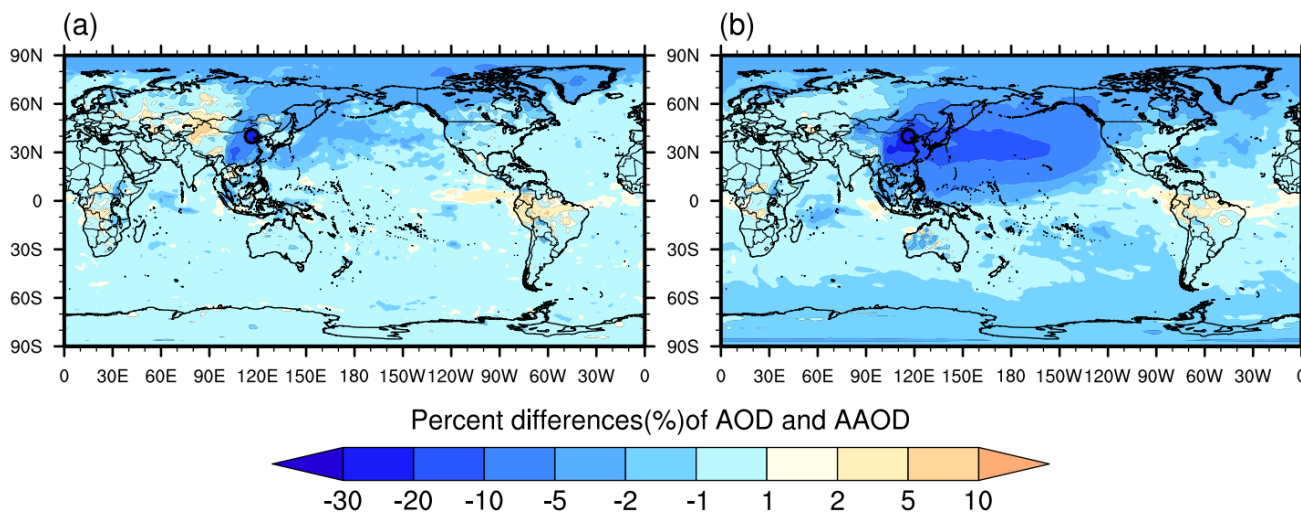 (a) (b)
90N 90N
60N 60N
30N 30N
0 0
30S 30S
60S 60S
90S 90S
0 30E 60E 90E 120E 150E 180 150W 120W 90W 60W 30W 0 0 30E 60E 90E 120E 150E 180 150W 120W 90W 60W 30W 0
Percent differences(%)of AOD and AAOD
-30 -20 -10 -5 -2 -1 1 2 5 10